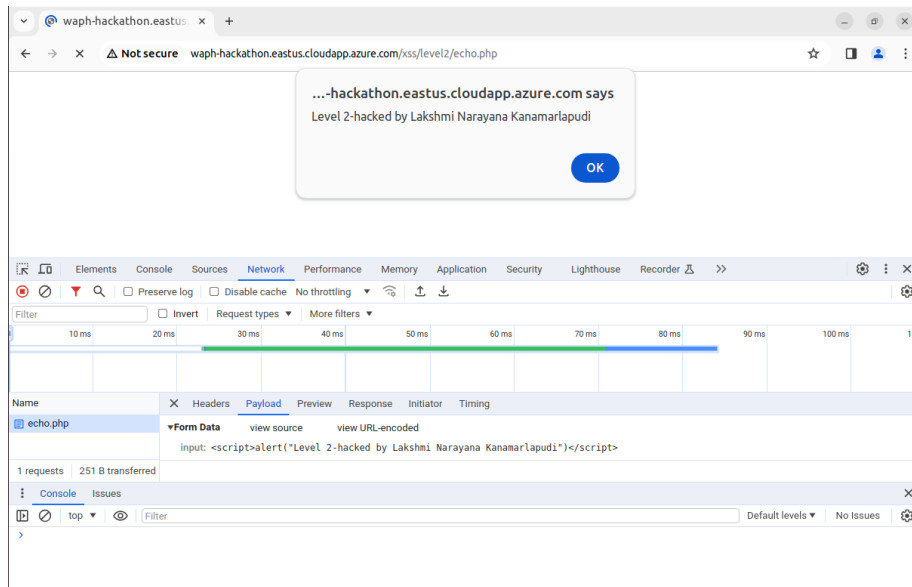 waph-hackathon.eastus
Not secure waph-hackathon.eastus.cloudapp.azure.com/xss/level2/echo.php
...-hackathon.eastus.cloudapp.azure.com says
Level 2-hacked by Lakshmi Narayana Kanamarlapudi
OK
Elements Console Sources Network Performance Memory Application Security Lighthouse Recorder
Preserve log Disable cache No throttling
Filter Invert Request types ▼ More filters ▼
10 ms 20 ms 30 ms 40 ms 50 ms 60 ms 70 ms 80 ms 90 ms 100 ms 1
Name Headers Payload Preview Response Initiator Timing
echo.php
▼Form Data view source view URL-encoded
input: <script>alert("Level 2-hacked by Lakshmi Narayana Kanamarlapudi")</script>
1 requests 251 B transferred
Console Issues
top ▼ Filter Default levels ▼ No Issues